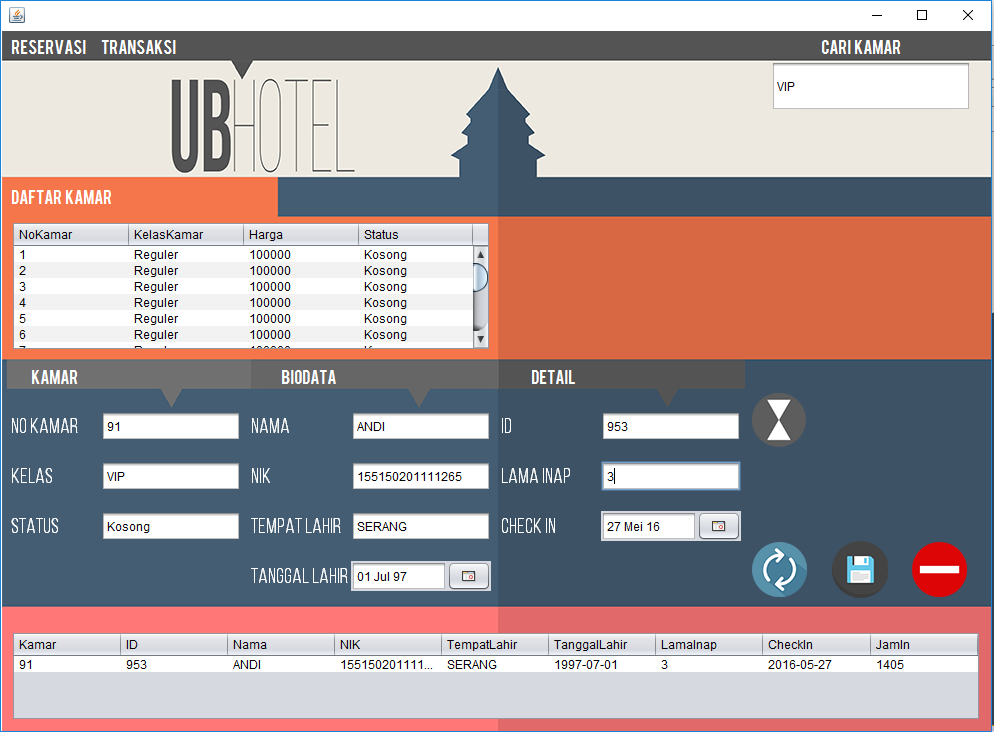 RESERVASI TRANSAKSI CARI KAMAR
VIP
UBHOTEL
DAFTAR KAMAR
NoKamar KelasKamar Harga Status
1 Reguler 100000 Kosong
2 Reguler 100000 Kosong
3 Reguler 100000 Kosong
4 Reguler 100000 Kosong
5 Reguler 100000 Kosong
6 Reguler 100000 Kosong
KAMAR BIODATA DETAIL
NO KAMAR 91 NAMA ANDI ID 953
KELAS VIP NIK 155150201111265 LAMA INAP 3
STATUS Kosong TEMPAT LAHIR SERANG CHECK IN 27 Mei 16
TANGGAL LAHIR 01 Jul 97
Kamar ID Nama NIK TempatLahir TanggalLahir LamaInap CheckIn JamIn
91 953 ANDI 155150201111... SERANG 1997-07-01 3 2016-05-27 1405